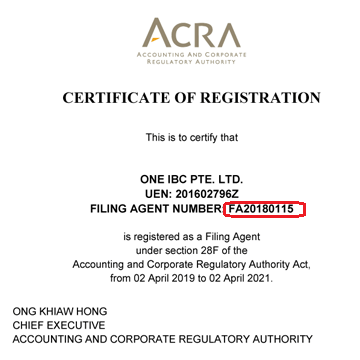 ACRA
ACCOUNTING AND CORPORATE
REGULATORY AUTHORITY
CERTIFICATE OF REGISTRATION
This is to certify that
ONE IBC PTE. LTD.
UEN: 201602796Z
FILING AGENT NUMBER: FA20180115
is registered as a Filing Agent
under section 28F of the
Accounting and Corporate Regulatory Authority Act,
from 02 April 2019 to 02 April 2021.
ONG KHIAW HONG
CHIEF EXECUTIVE
ACCOUNTING AND CORPORATE REGULATORY AUTHORITY